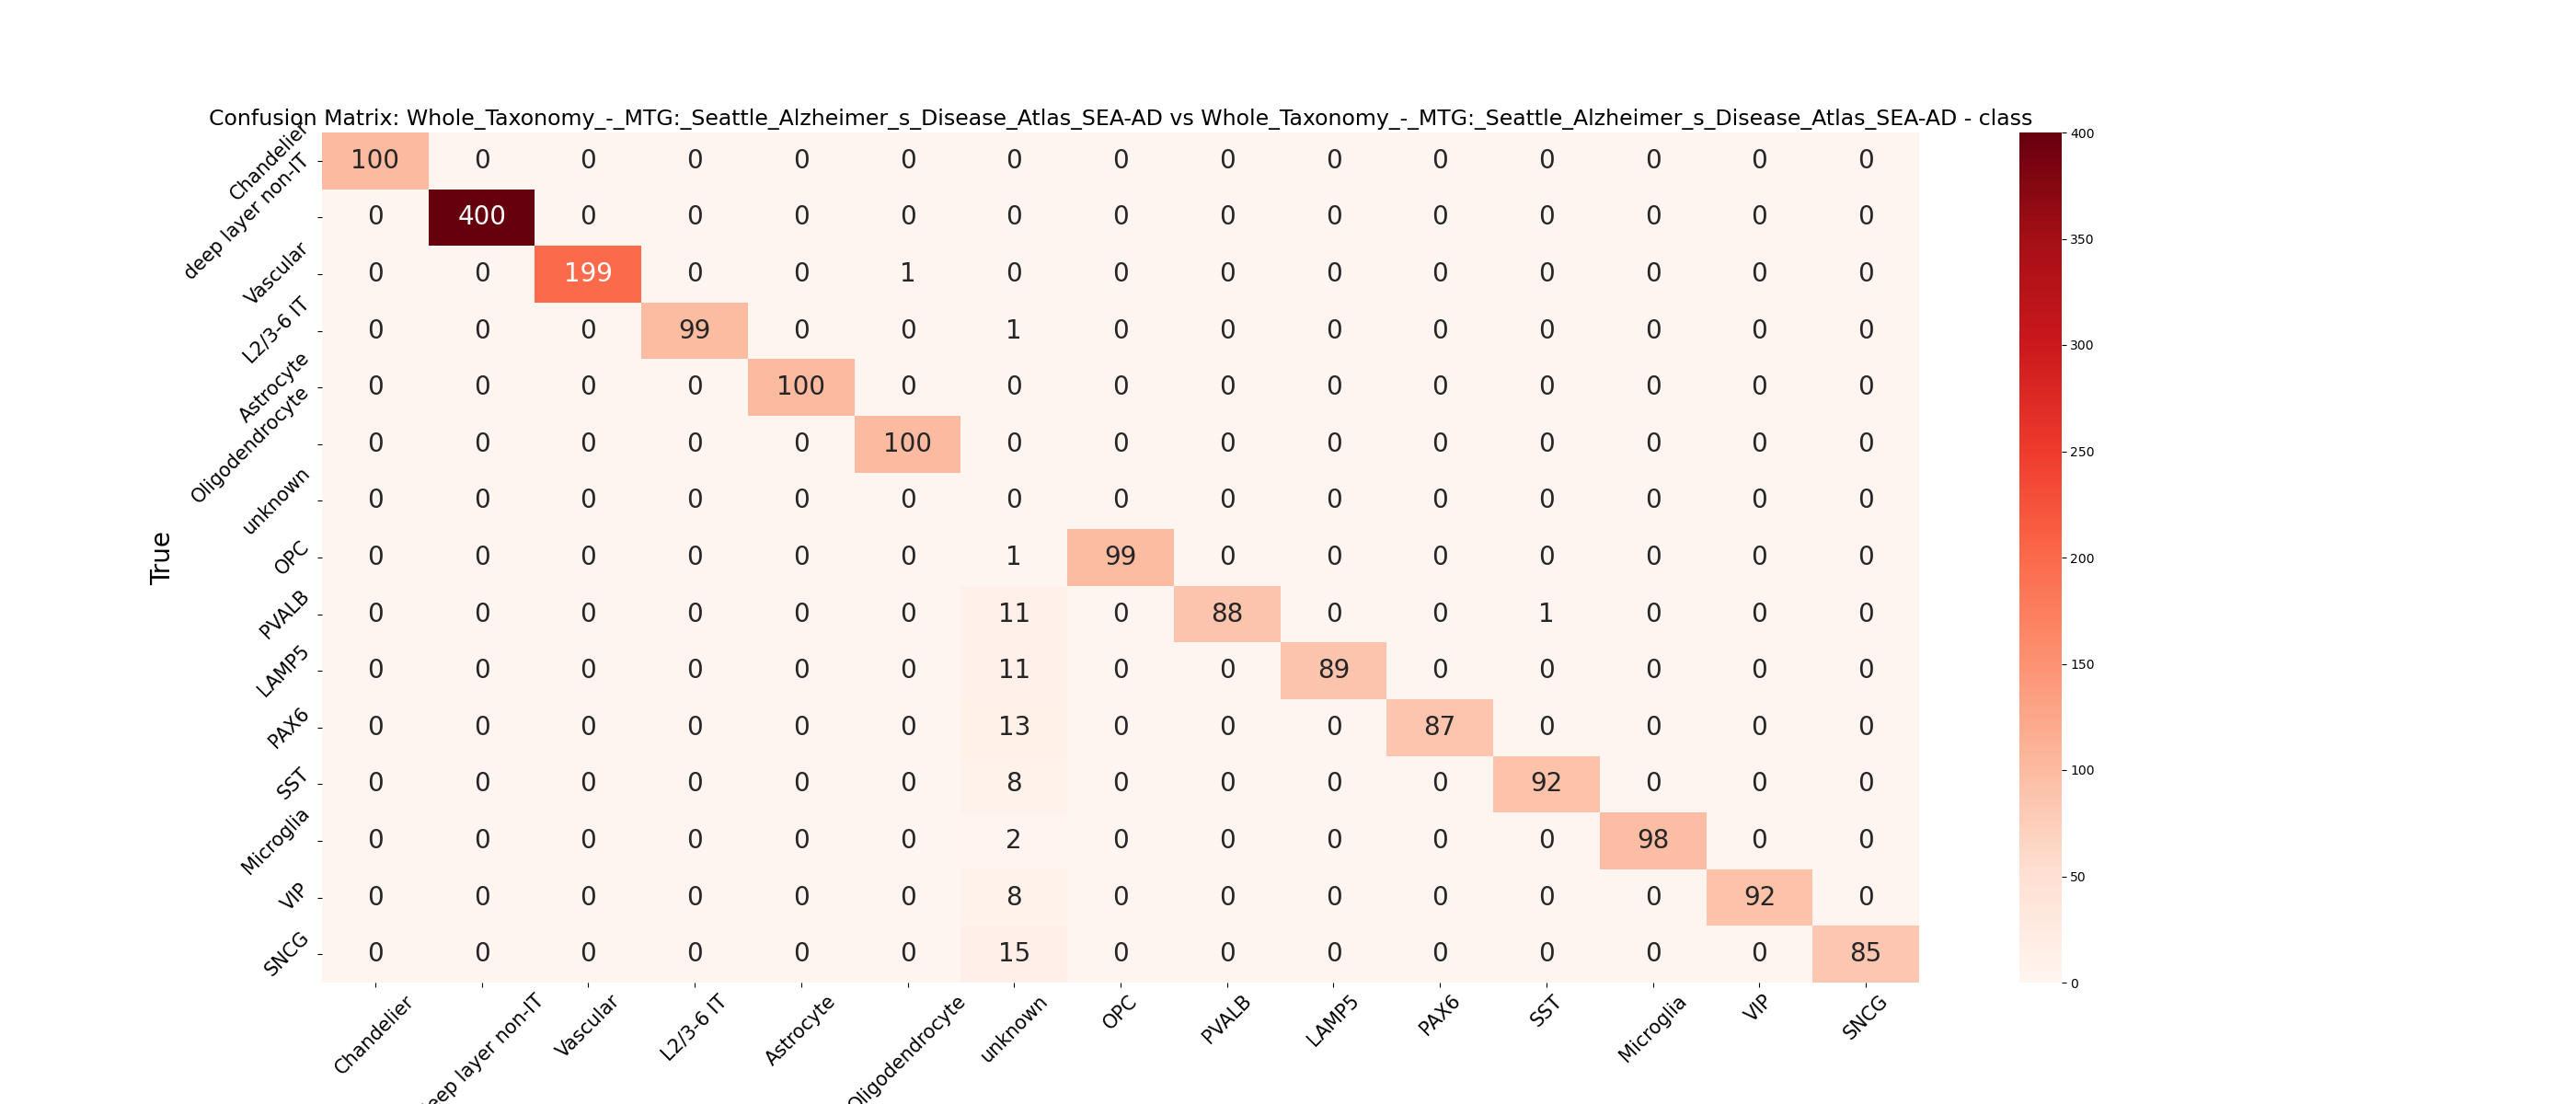 Confusion Matrix: Whole_Taxonomy_-_MTG:_Seattle_Alzheimer_s_Disease_Atlas_SEA-AD vs Whole_Taxonomy_-_MTG:_Seattle_Alzheimer_s_Disease_Atlas_SEA-AD - class
Chandelier 100 0 0 0 0 0 0 0 0 0 0 0 0 0 0
deep layer non-IT 0 400 0 0 0 0 0 0 0 0 0 0 0 0 0
Vascular 0 0 199 0 0 1 0 0 0 0 0 0 0 0 0
L2/3-6 IT 0 0 0 99 0 0 1 0 0 0 0 0 0 0 0
Astrocyte 0 0 0 0 100 0 0 0 0 0 0 0 0 0 0
Oligodendrocyte 0 0 0 0 0 100 0 0 0 0 0 0 0 0 0
unknown 0 0 0 0 0 0 0 0 0 0 0 0 0 0 0
OPC 0 0 0 0 0 0 1 99 0 0 0 0 0 0 0
PVALB 0 0 0 0 0 0 11 0 88 0 0 1 0 0 0
LAMP5 0 0 0 0 0 0 11 0 0 89 0 0 0 0 0
PAX6 0 0 0 0 0 0 13 0 0 0 87 0 0 0 0
SST 0 0 0 0 0 0 8 0 0 0 0 92 0 0 0
Microglia 0 0 0 0 0 0 2 0 0 0 0 0 98 0 0
VIP 0 0 0 0 0 0 8 0 0 0 0 0 0 92 0
SNCG 0 0 0 0 0 0 15 0 0 0 0 0 0 0 85
True
Chandelier
eep layer non-IT
Vascular
L2/3-6 IT
Astrocyte
Oligodendrocyte
unknown
OPC
PVALB
LAMP5
PAX6
SST
Microglia
VIP
SNCG
400
350
300
250
200
150
100
50
0